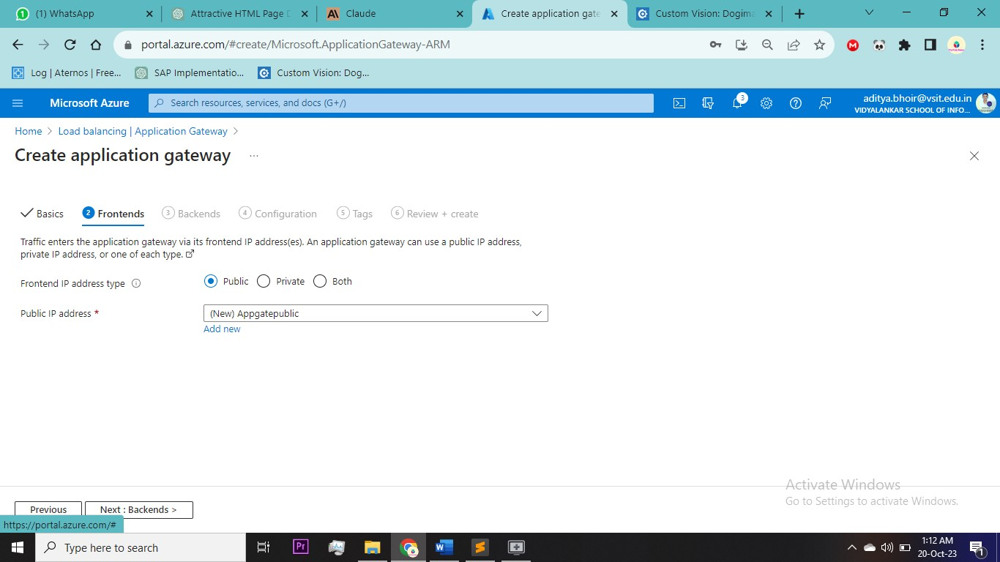 (1) WhatsApp
Attractive HTML Page D
Claude
Create application gate
Custom Vision: Dogima
portal.azure.com/#create/Microsoft.ApplicationGateway-ARM
Log | Aternos | Free...
SAP Implementatio...
Custom Vision: Dog...
Microsoft Azure
Search resources, services, and docs (G+/)
3
aditya.bhoir@vsit.edu.in
VIDYALANKAR SCHOOL OF INFO...
Home > Load balancing | Application Gateway >
Create application gateway ...
Basics
2 Frontends
3 Backends
4 Configuration
5 Tags
6 Review + create
Traffic enters the application gateway via its frontend IP address(es). An application gateway can use a public IP address,
private IP address, or one of each type.
Frontend IP address type
Public Private Both
Public IP address *
(New) Appgatepublic
Add new
Activate Windows
Go to Settings to activate Windows.
Previous
Next : Backends >
https://portal.azure.com/#
Type here to search
Pr
W
1:12 AM
20-Oct-23
1